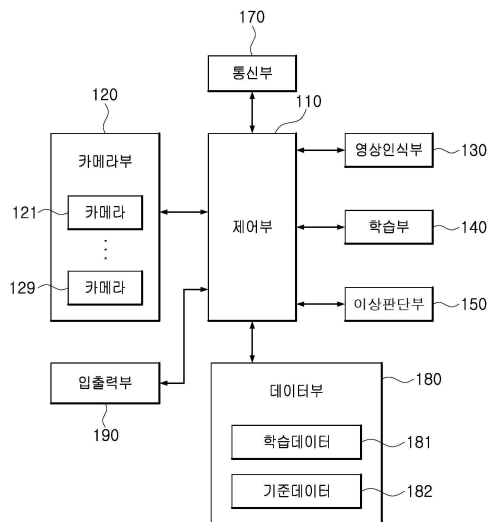 170
통신부
120
110
카메라부
영상인식부
130
121
카메라
제어부
학습부
140
129
카메라
이상판단부
150
입출력부
190
데이터부
180
학습데이터
181
기준데이터
182